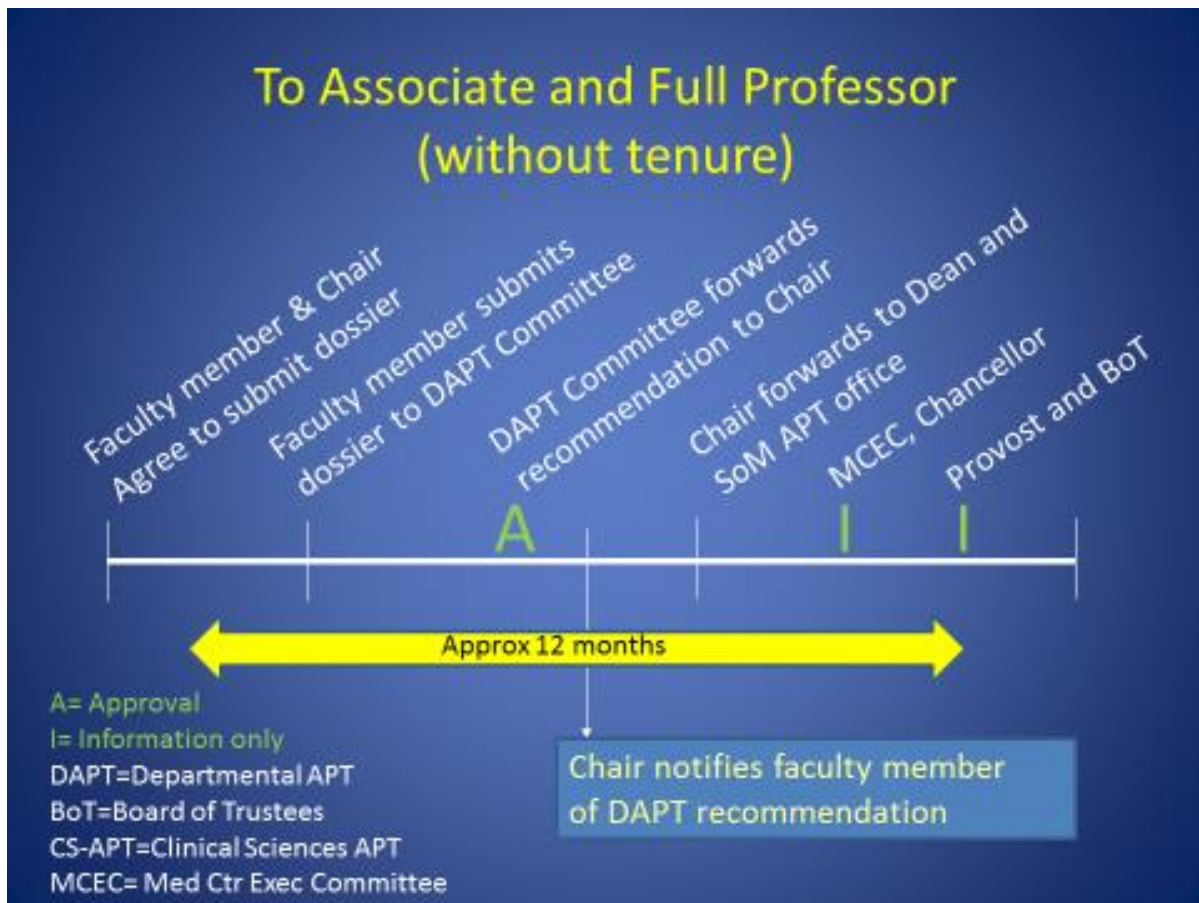 To Associate and Full Professor
(without tenure)
Faculty member & Chair
Agree to submit dossier
Faculty member submits
dossier to DAPT Committee
DAPT Committee forwards
recommendation to Chair
Chair forwards to Dean and
SoM APT office
MCEC, Chancellor
Provost and BoT
A
I
I
Approx 12 months
A= Approval
I= Information only
DAPT=Departmental APT
BoT=Board of Trustees
CS-APT=Clinical Sciences APT
MCEC= Med Ctr Exec Committee
Chair notifies faculty member
of DAPT recommendation